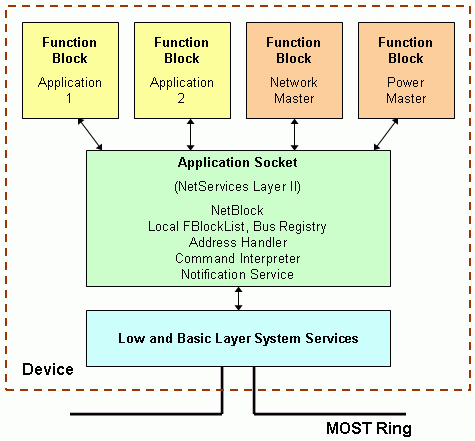 Function
Block
Application
1
Function
Block
Application
2
Function
Block
Network
Master
Function
Block
Power
Master
Application Socket
(NetServices Layer II)
NetBlock
Local FBlockList, Bus Registry
Address Handler
Command Interpreter
Notification Service
Low and Basic Layer System Services
Device
MOST Ring